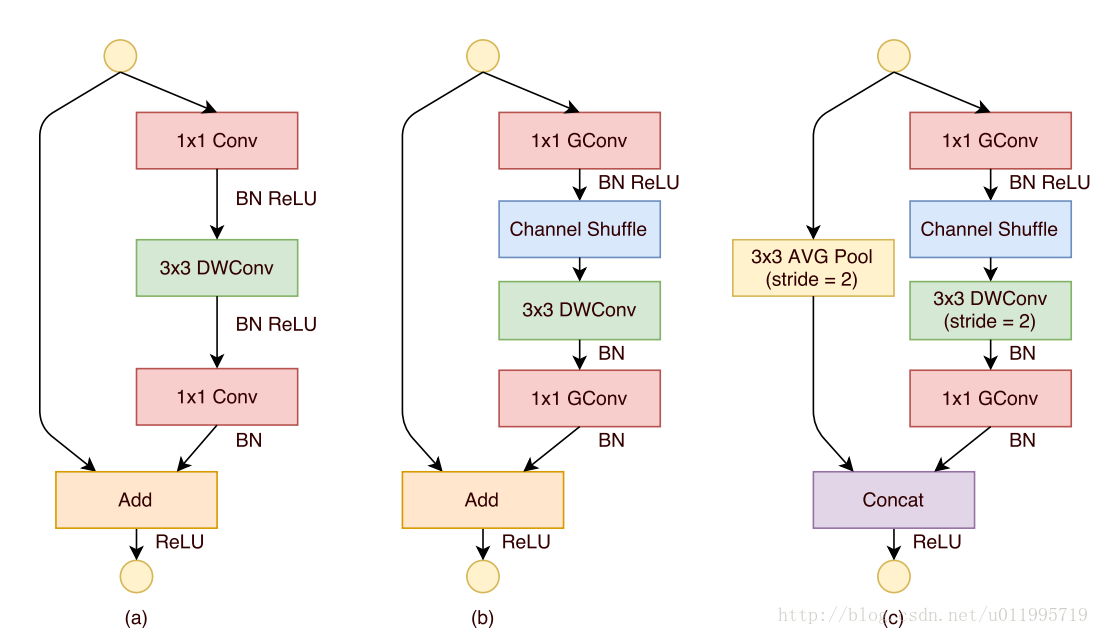 1x1 Conv
BN ReLU
3x3 DWConv
BN ReLU
1x1 Conv
BN
Add
ReLU
(a)
1x1 GConv
BN ReLU
Channel Shuffle
3x3 DWConv
BN
1x1 GConv
BN
Add
ReLU
(b)
3x3 AVG Pool
(stride = 2)
1x1 GConv
BN ReLU
Channel Shuffle
3x3 DWConv
(stride = 2)
BN
1x1 GConv
BN
Concat
ReLU
(c)
http://blog.csdn.net/u011995719